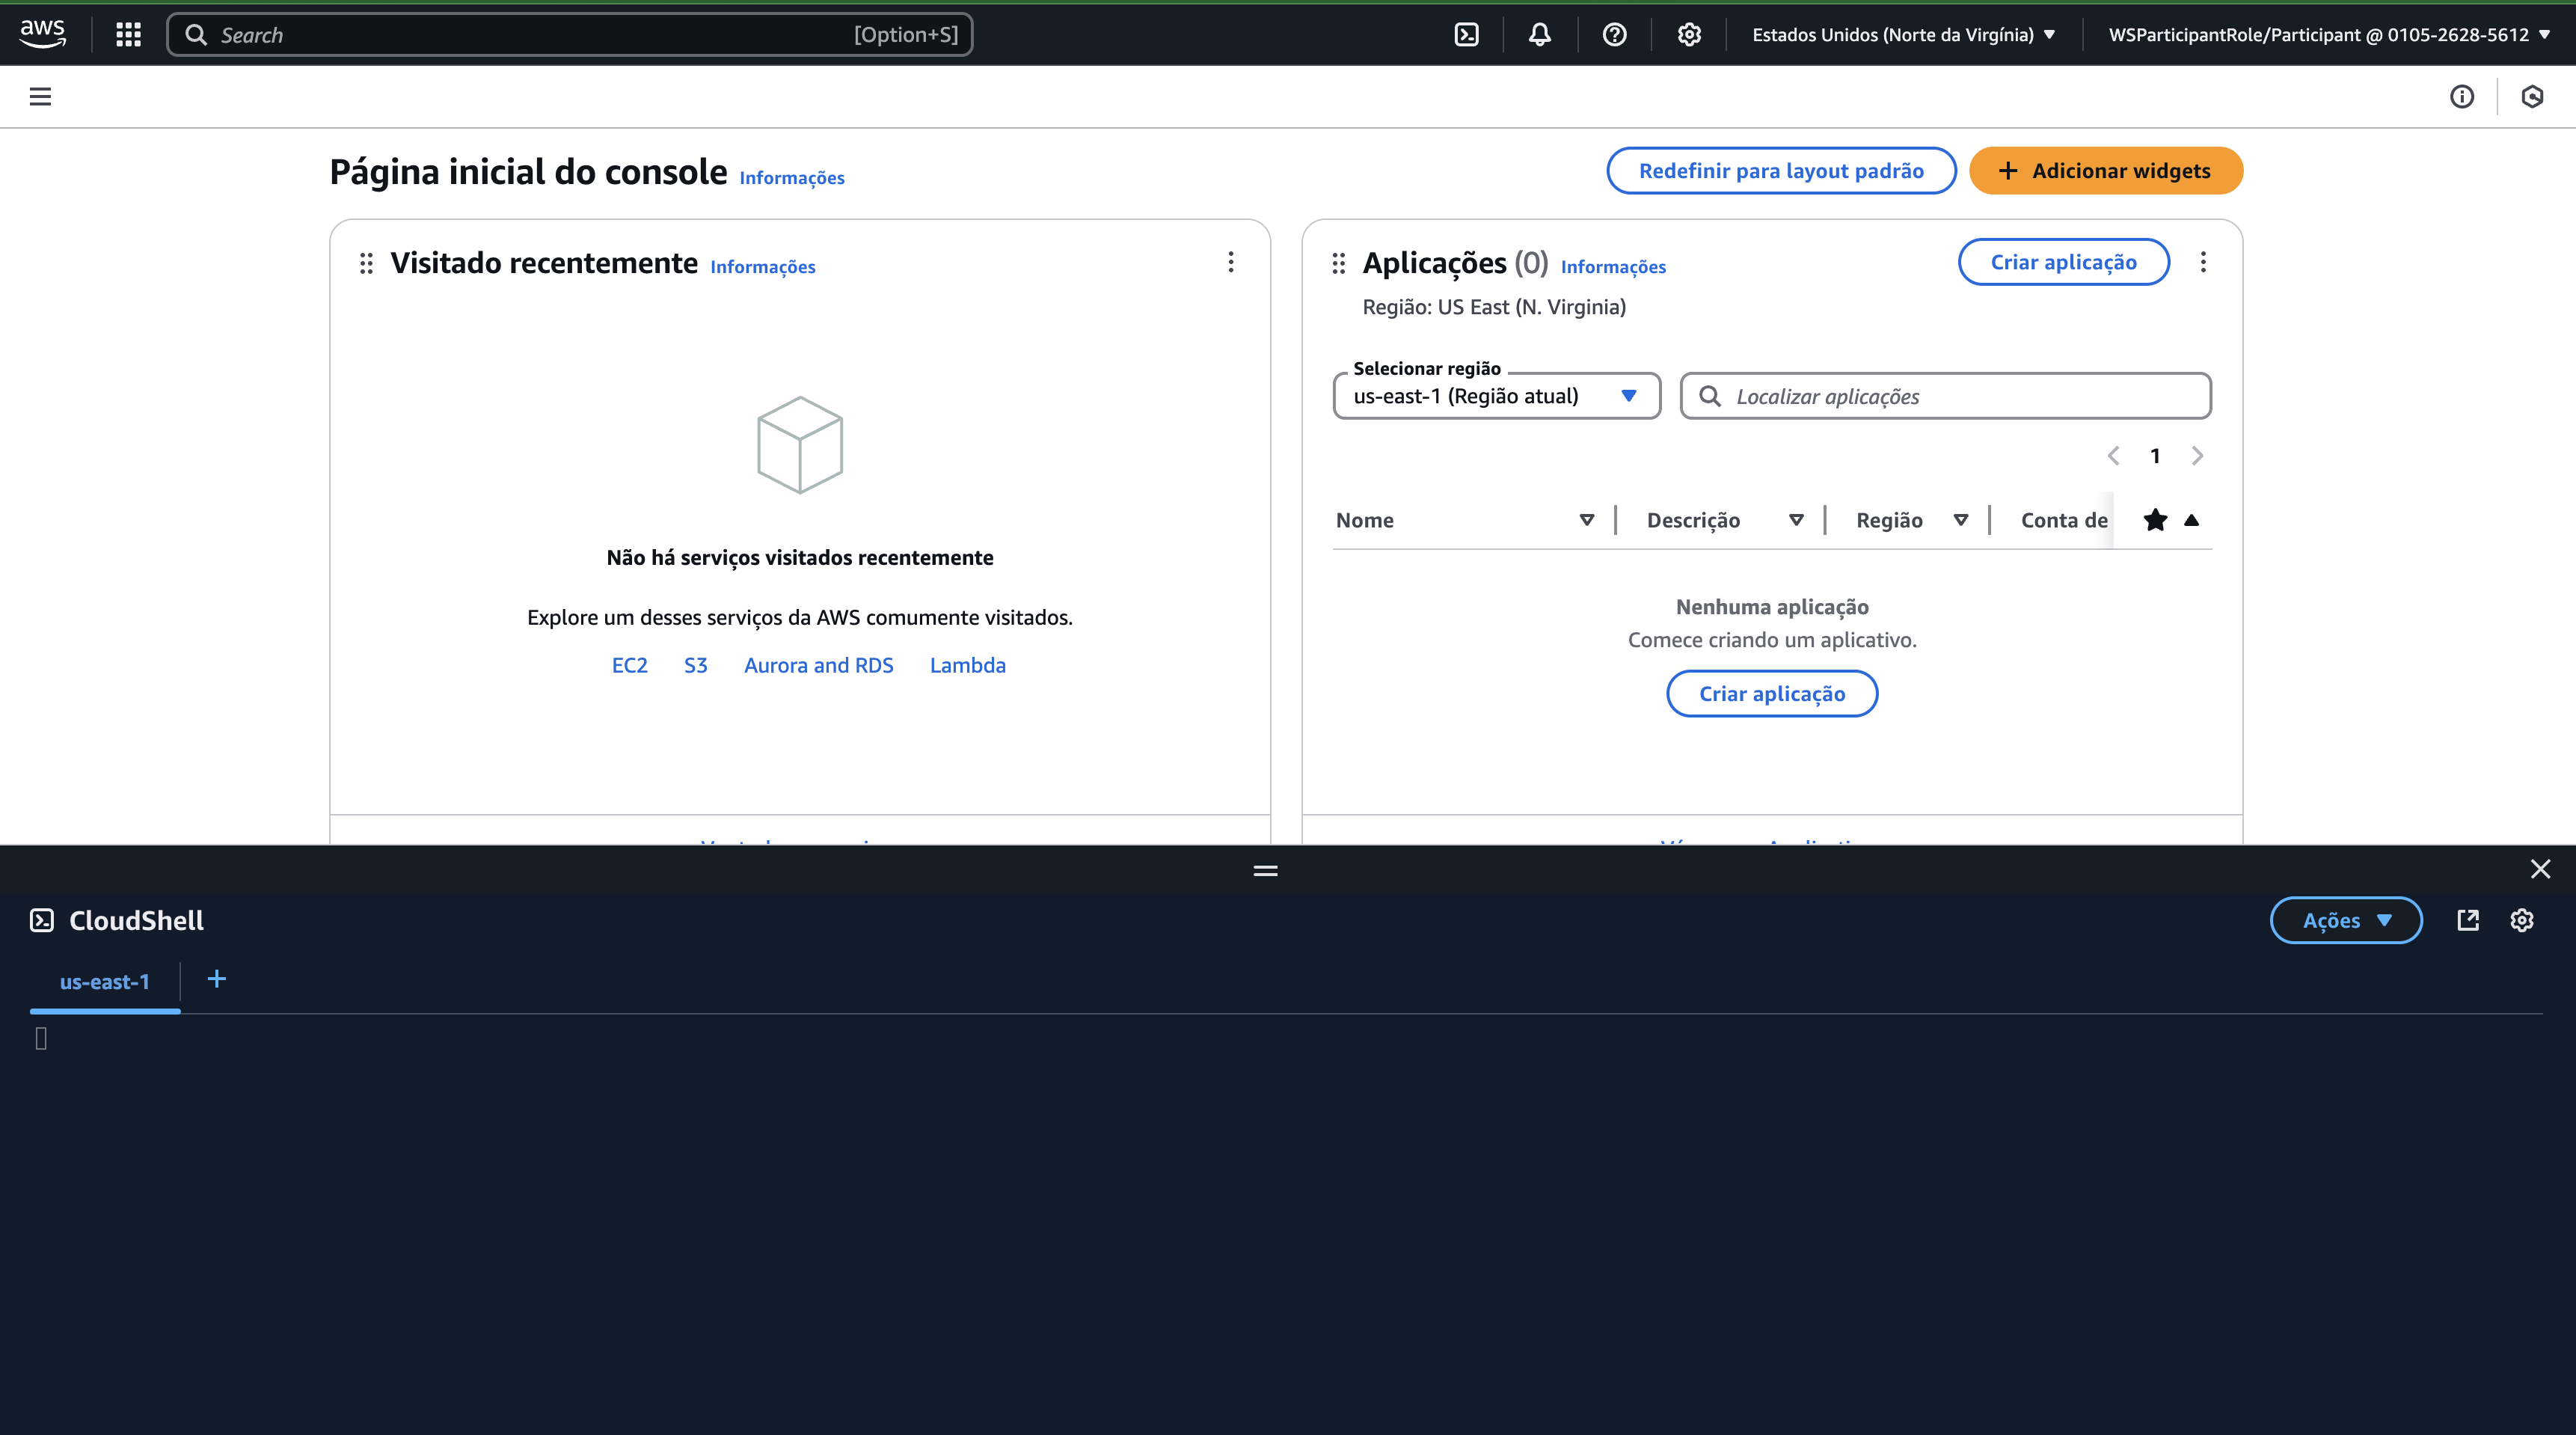 aws
Search [Option+S]
Estados Unidos (Norte da Virgínia)
WSParticipantRole/Participant @ 0105-2628-5612
Página inicial do console Informações
Redefinir para layout padrão
Adicionar widgets
Visitado recentemente Informações
Não há serviços visitados recentemente
Explore um desses serviços da AWS comumente visitados.
EC2 S3 Aurora and RDS Lambda
Aplicações (0) Informações
Criar aplicação
Região: US East (N. Virginia)
Selecionar região
us-east-1 (Região atual)
Localizar aplicações
1
Nome Descrição Região Conta de
Nenhuma aplicação
Comece criando um aplicativo.
Criar aplicação
CloudShell
Ações
us-east-1